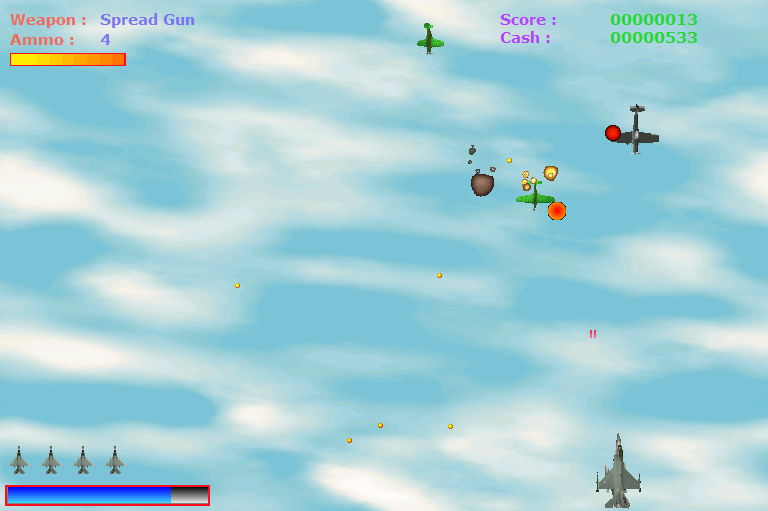 Weapon : Spread Gun
Ammo : 4
Score : 00000013
Cash : 00000533